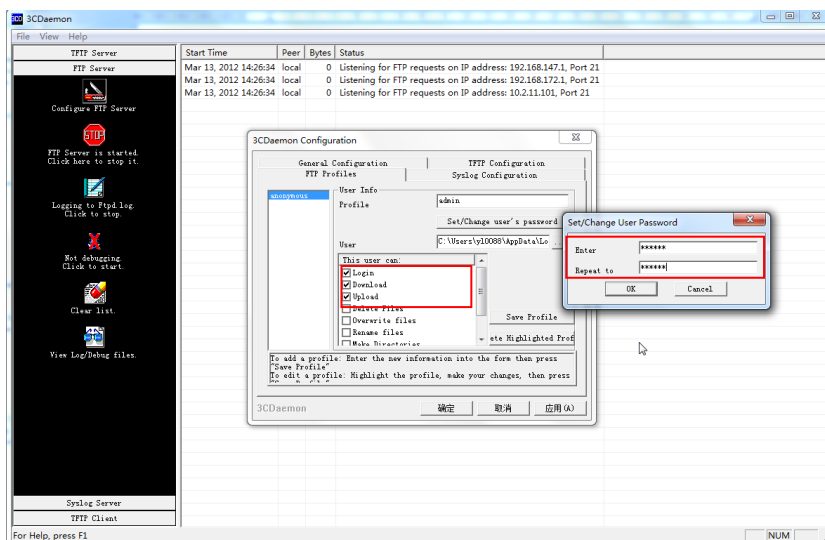 3CDaemon
File View Help
TFTP Server
FTP Server
Configure FTP Server
STOP
FTP Server is started.
Click here to stop it.
Logging to Ftpd.log.
Click to stop.
Not debugging.
Click to start.
Clear list.
View Log/Debug files.
Syslog Server
TFTP Client
Start Time Peer Bytes Status
Mar 13, 2012 14:26:34 local 0 Listening for FTP requests on IP address: 192.168.147.1, Port 21
Mar 13, 2012 14:26:34 local 0 Listening for FTP requests on IP address: 192.168.172.1, Port 21
Mar 13, 2012 14:26:34 local 0 Listening for FTP requests on IP address: 10.2.11.101, Port 21
3CDaemon Configuration
General Configuration TFTP Configuration
FTP Profiles Syslog Configuration
anonymous
User Info
Profile admin
Set/Change user's password
User C:\Users\yl0088\AppData\Lo ..
This user can:
Login
Download
Upload
Delete Files
Overwrite files
Rename files
Make Directories
Save Profile
ete Highlighted Prof
To add a profile: Enter the new information into the form then press
"Save Profile"
To edit a profile: Highlight the profile, make your changes, then press
3CDaemon 确定 取消 应用(A)
Set/Change User Password
Enter ******
Repeat to ******
OK Cancel
For Help, press F1
NUM